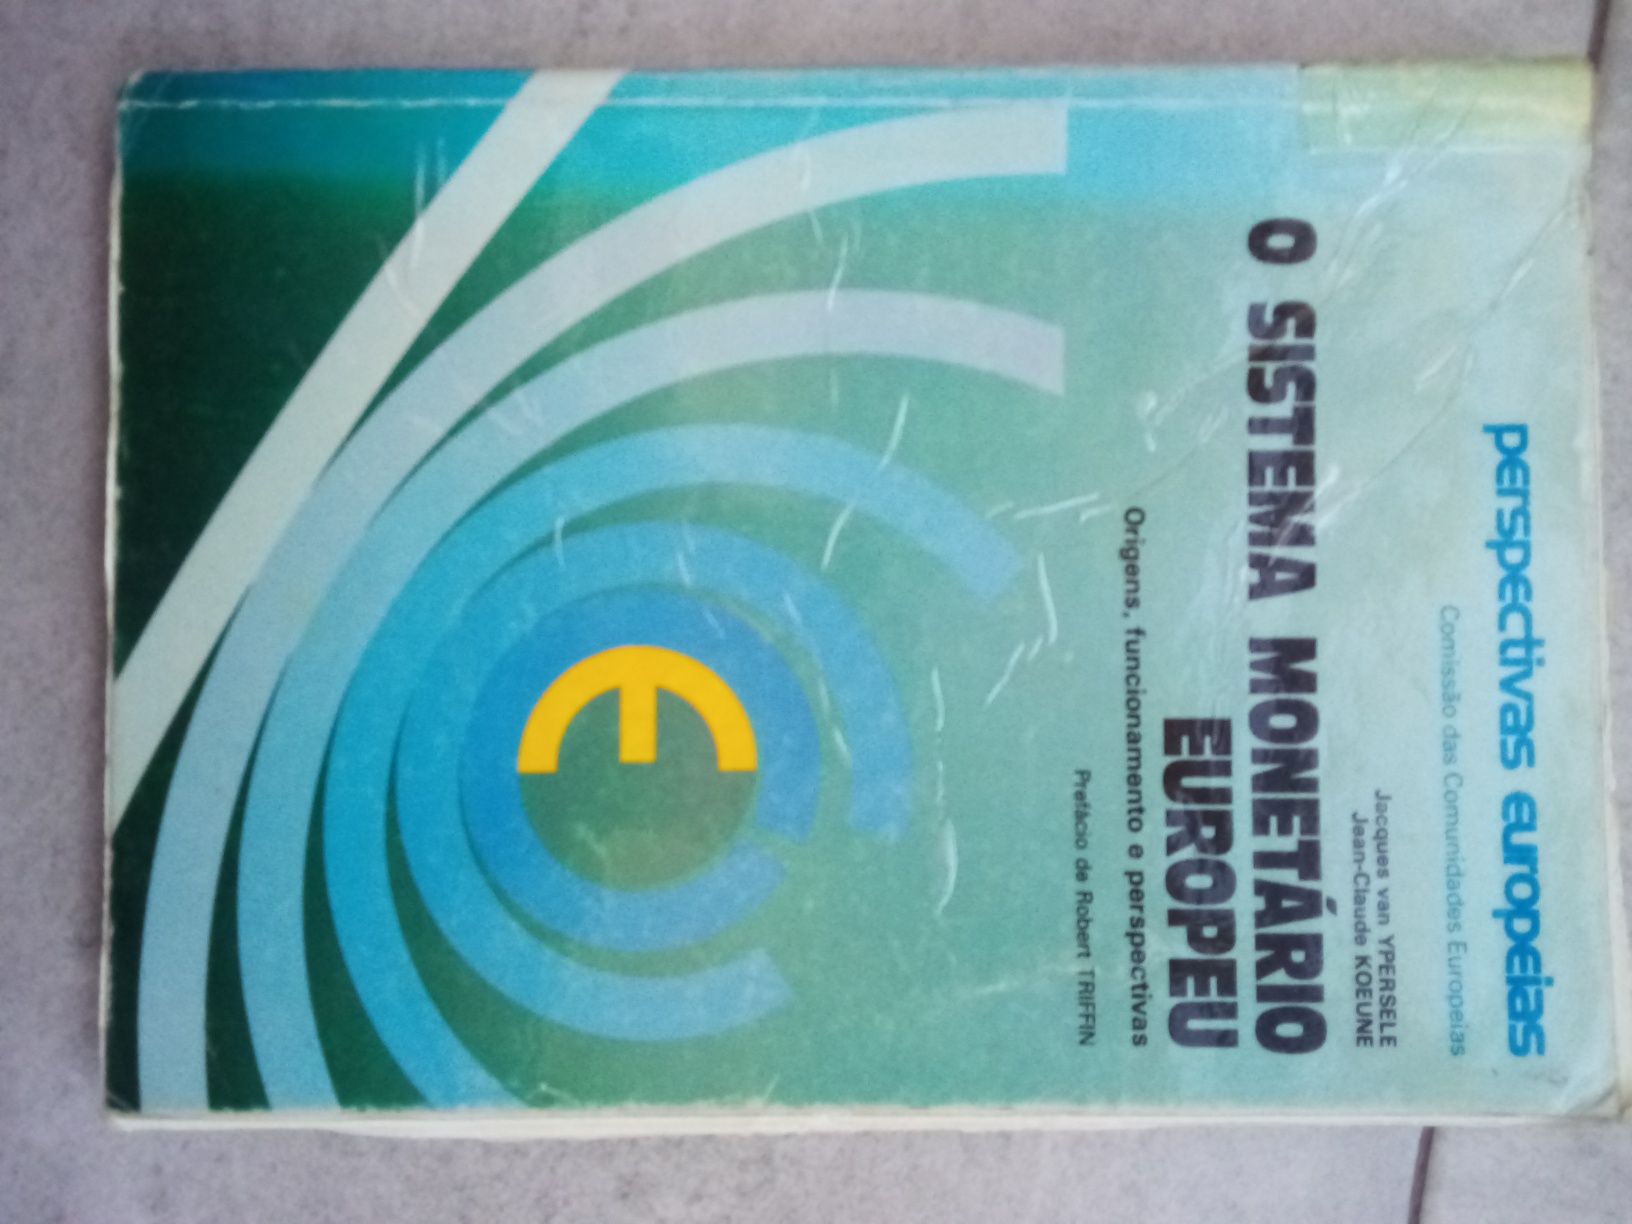 perspectivas europeias
Comissão das Comunidades Europeias
Jacques van YPERSELE
Jean-Claude KOEUNE
O SISTEMA MONETÁRIO
EUROPEU
Origens, funcionamento e perspectivas
Prefácio de Robert TRIFFIN